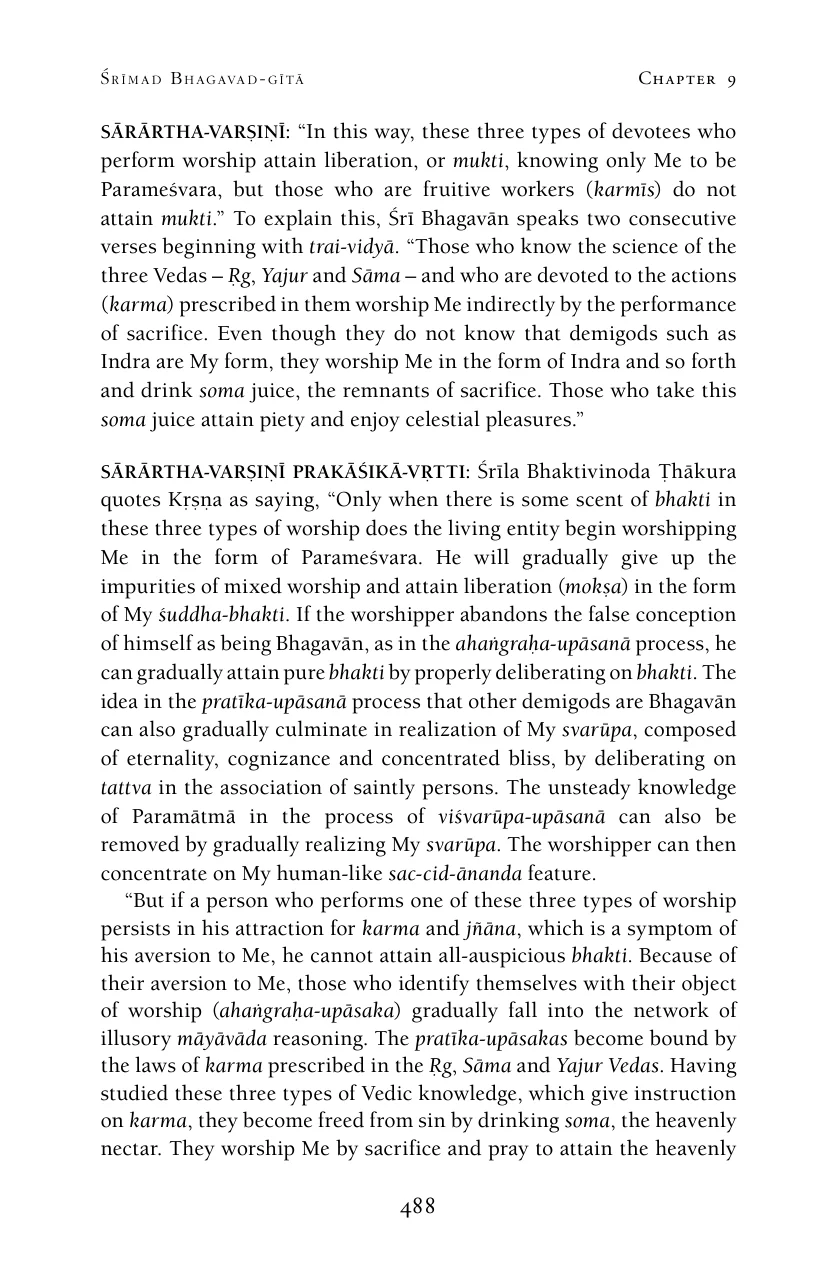 Śrīmad Bhagavad-gītā Chapter 9
SĀRĀRTHA-VARṢIṆĪ: “In this way, these three types of devotees who
perform worship attain liberation, or mukti, knowing only Me to be
Parameśvara, but those who are fruitive workers (karmīs) do not
attain mukti.” To explain this, Śrī Bhagavān speaks two consecutive
verses beginning with trai-vidyā. “Those who know the science of the
three Vedas – Ṛg, Yajur and Sāma – and who are devoted to the actions
(karma) prescribed in them worship Me indirectly by the performance
of sacrifice. Even though they do not know that demigods such as
Indra are My form, they worship Me in the form of Indra and so forth
and drink soma juice, the remnants of sacrifice. Those who take this
soma juice attain piety and enjoy celestial pleasures.”
SĀRĀRTHA-VARṢIṆĪ PRAKĀŚIKĀ-VṚTTI: Śrīla Bhaktivinoda Ṭhākura
quotes Kṛṣṇa as saying, “Only when there is some scent of bhakti in
these three types of worship does the living entity begin worshipping
Me in the form of Parameśvara. He will gradually give up the
impurities of mixed worship and attain liberation (mokṣa) in the form
of My śuddha-bhakti. If the worshipper abandons the false conception
of himself as being Bhagavān, as in the ahaṅgraḥa-upāsanā process, he
can gradually attain pure bhakti by properly deliberating on bhakti. The
idea in the pratīka-upāsanā process that other demigods are Bhagavān
can also gradually culminate in realization of My svarūpa, composed
of eternality, cognizance and concentrated bliss, by deliberating on
tattva in the association of saintly persons. The unsteady knowledge
of Paramātmā in the process of viśvarūpa-upāsanā can also be
removed by gradually realizing My svarūpa. The worshipper can then
concentrate on My human-like sac-cid-ānanda feature.
“But if a person who performs one of these three types of worship
persists in his attraction for karma and jñāna, which is a symptom of
his aversion to Me, he cannot attain all-auspicious bhakti. Because of
their aversion to Me, those who identify themselves with their object
of worship (ahaṅgraḥa-upāsaka) gradually fall into the network of
illusory māyāvāda reasoning. The pratīka-upāsakas become bound by
the laws of karma prescribed in the Ṛg, Sāma and Yajur Vedas. Having
studied these three types of Vedic knowledge, which give instruction
on karma, they become freed from sin by drinking soma, the heavenly
nectar. They worship Me by sacrifice and pray to attain the heavenly
488